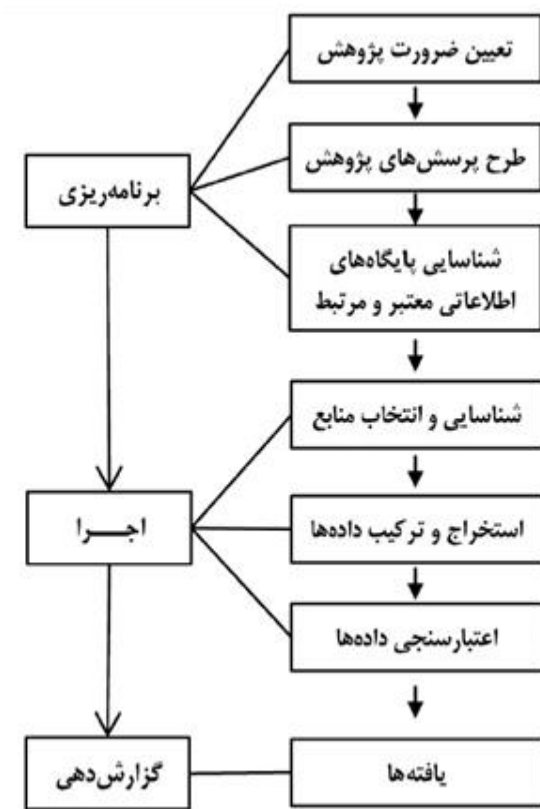 تعیین ضرورت پژوهش
طرح پرسش‌های پژوهش
برنامه‌ریزی
شناسایی پایگاه‌های
اطلاعاتی معتبر و مرتبط
شناسایی و انتخاب منابع
استخراج و ترکیب داده‌ها
اجــــرا
اعتبارسنجی داده‌ها
یافته‌ها
گزارش‌دهی